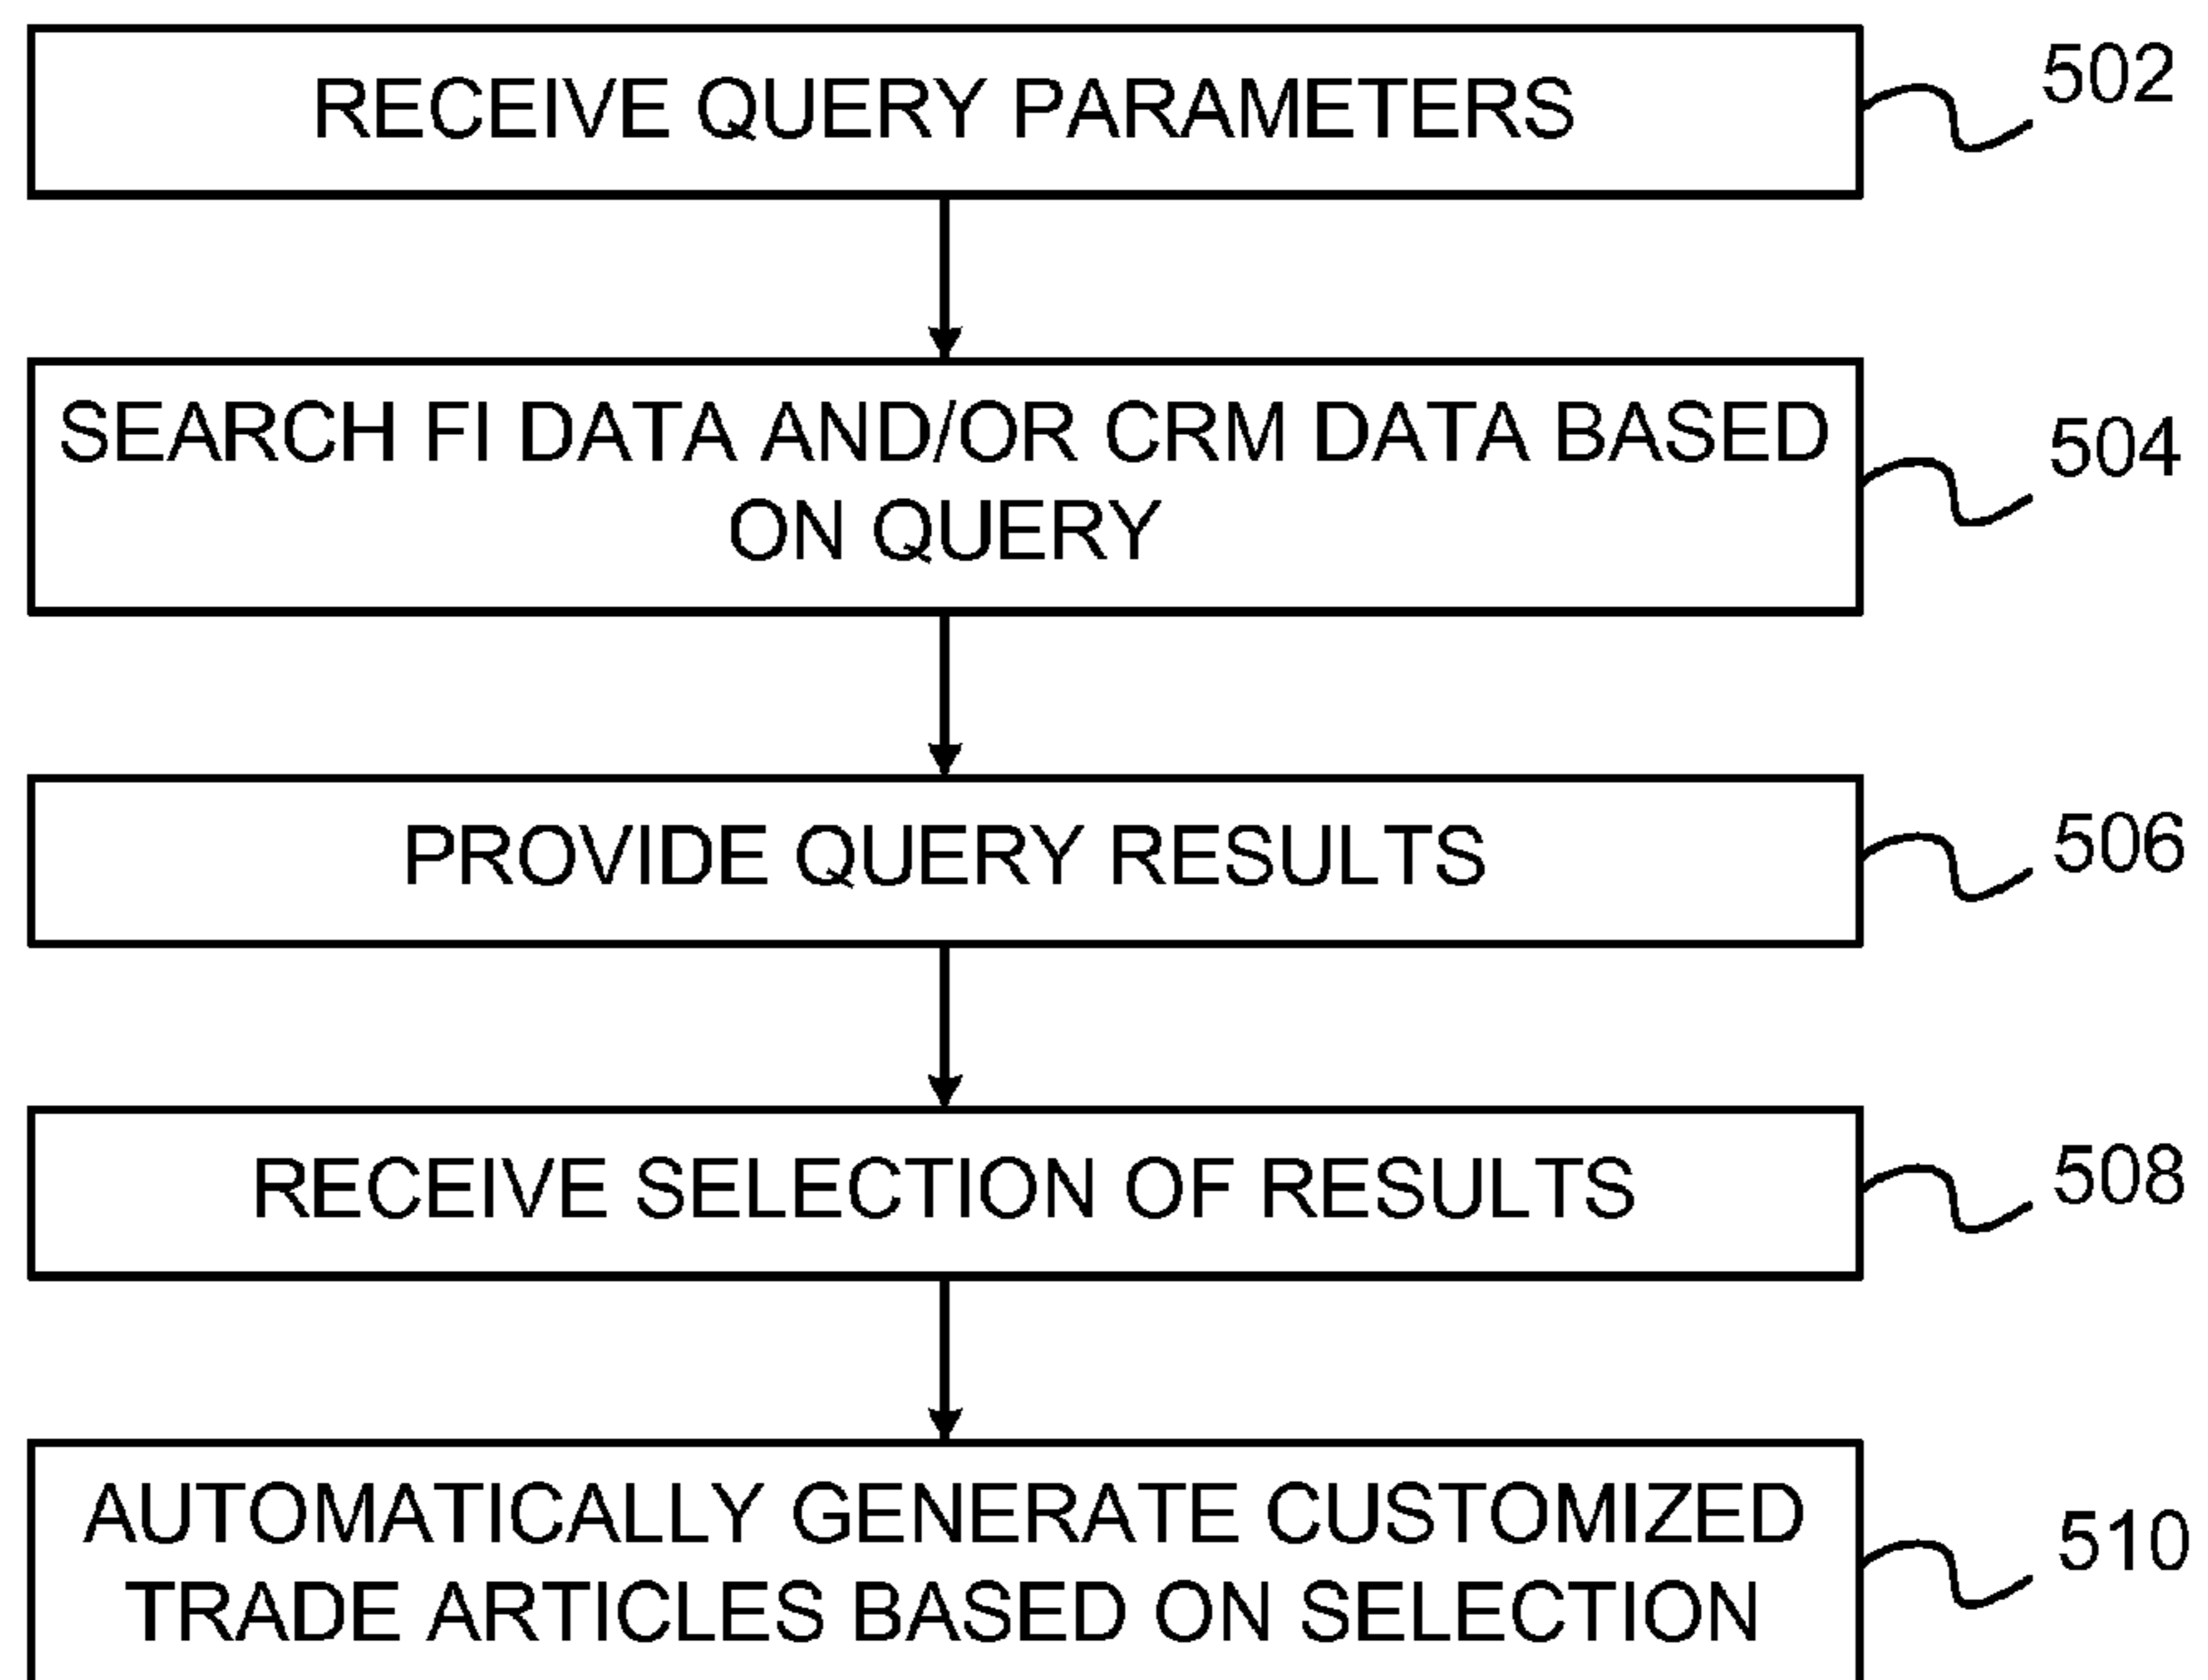 RECEIVE QUERY PARAMETERS
502
SEARCH FI DATA AND/OR CRM DATA BASED
ON QUERY
504
PROVIDE QUERY RESULTS
506
RECEIVE SELECTION OF RESULTS
508
AUTOMATICALLY GENERATE CUSTOMIZED
TRADE ARTICLES BASED ON SELECTION
510